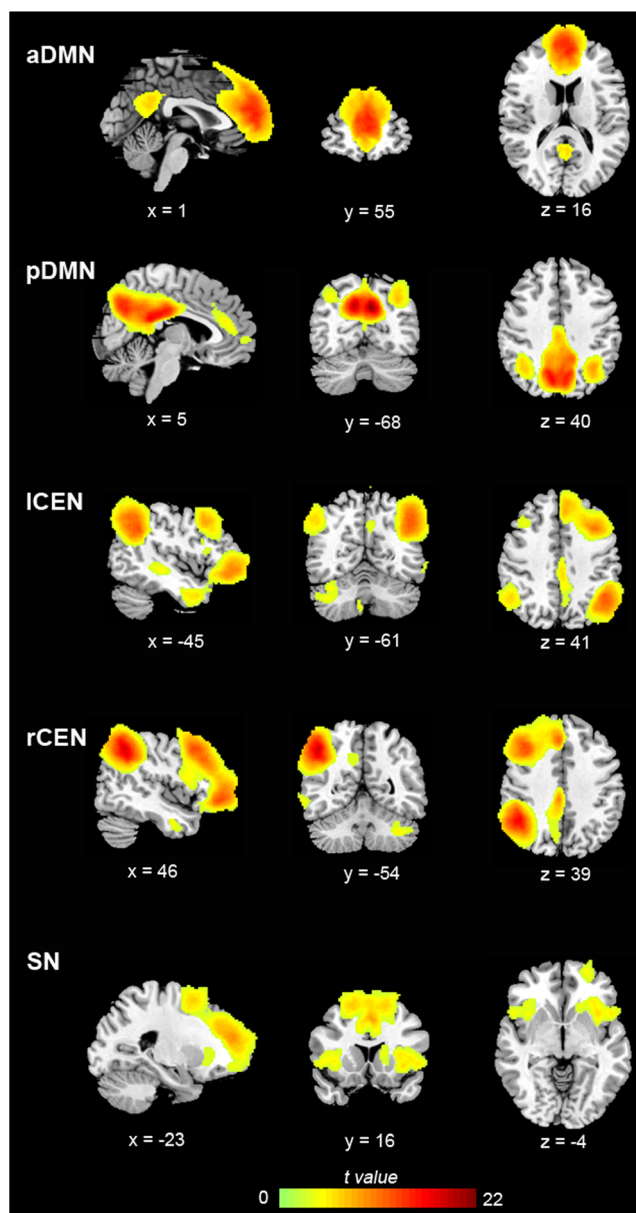 aDMN
x = 1 y = 55 z = 16
pDMN
x = 5 y = -68 z = 40
lCEN
x = -45 y = -61 z = 41
rCEN
x = 46 y = -54 z = 39
SN
x = -23 y = 16 z = -4
t value
0 22